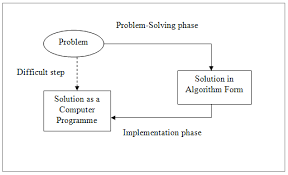 Problem-Solving phase
Problem
Difficult step
Solution in
Algorithm Form
Solution as a
Computer
Programme
Implementation phase